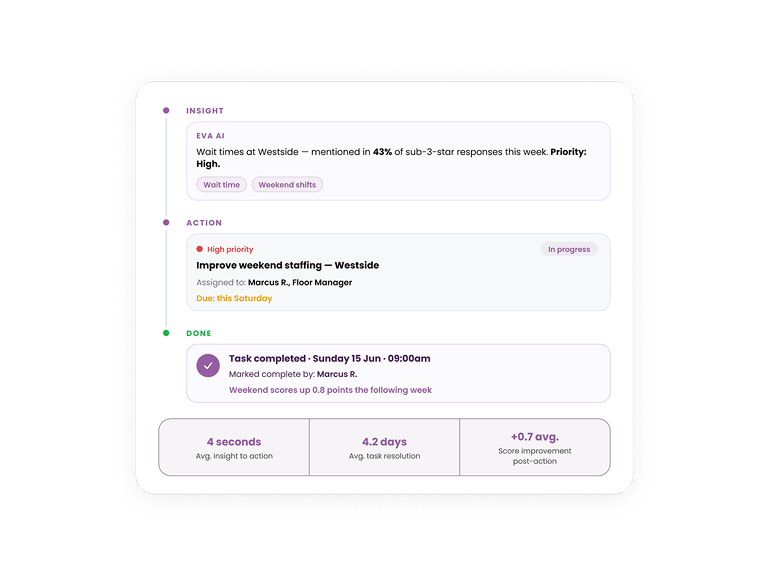 INSIGHT
EVA AI
Wait times at Westside — mentioned in 43% of sub-3-star responses this week. Priority:
High.
Wait time
Weekend shifts
ACTION
High priority
In progress
Improve weekend staffing — Westside
Assigned to: Marcus R., Floor Manager
Due: this Saturday
DONE
Task completed · Sunday 15 Jun · 09:00am
Marked complete by: Marcus R.
Weekend scores up 0.8 points the following week
4 seconds
Avg. insight to action
4.2 days
Avg. task resolution
+0.7 avg.
Score improvement
post-action